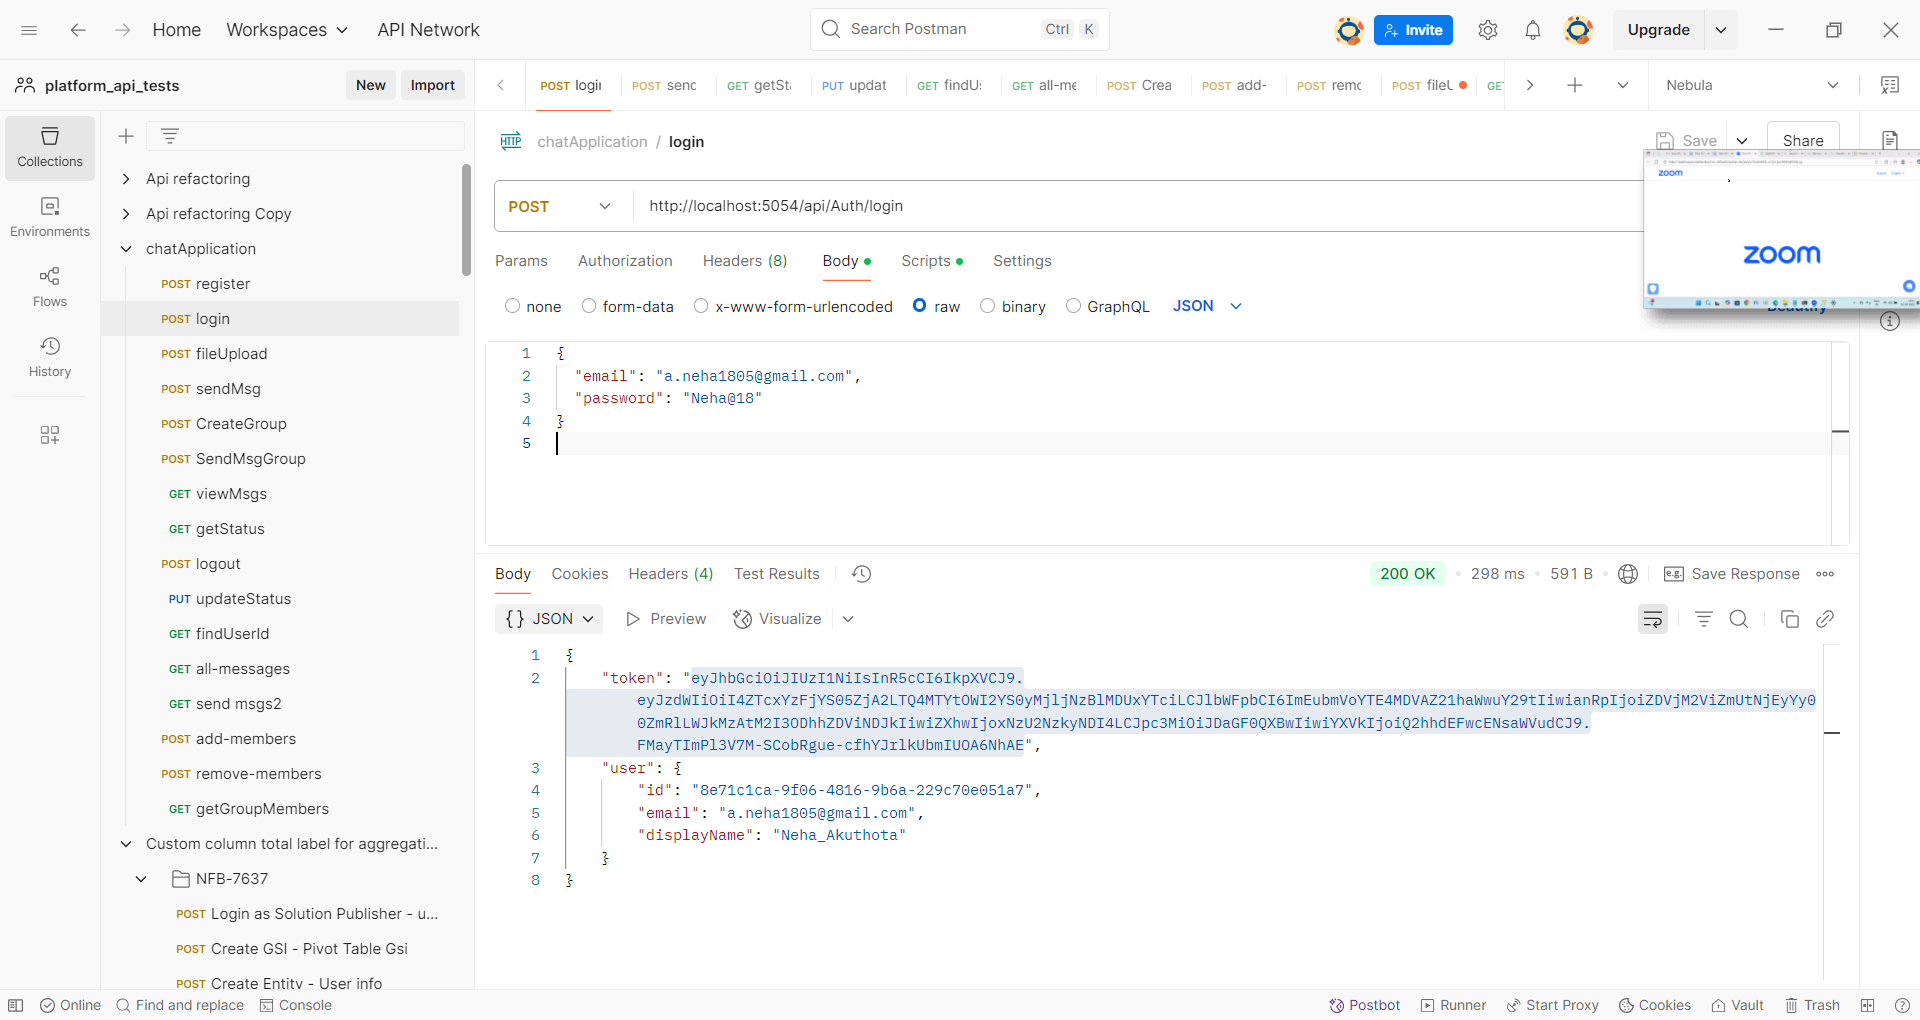 Home
Workspaces
API Network
Search Postman
Ctrl
K
Invite
Upgrade
platform_api_tests
New
Import
POST login
POST send
GET getSt
PUT updat
GET findU
GET all-me
POST Crea
POST add-
POST remo
POST fileU
GET
Nebula
Collections
Environments
Flows
History
Api refactoring
Api refactoring Copy
chatApplication
POST register
POST login
POST fileUpload
POST sendMsg
POST CreateGroup
POST SendMsgGroup
GET viewMsgs
GET getStatus
POST logout
PUT updateStatus
GET findUserId
GET all-messages
GET send msgs2
POST add-members
POST remove-members
GET getGroupMembers
Custom column total label for aggregati...
NFB-7637
POST Login as Solution Publisher - u...
POST Create GSI - Pivot Table Gsi
POST Create Entity - User info
HTTP chatApplication / login
Save
Share
POST
http://localhost:5054/api/Auth/login
zoom
zoom
Params
Authorization
Headers (8)
Body
Scripts
Settings
none
form-data
x-www-form-urlencoded
raw
binary
GraphQL
JSON
Beautify
1 {
2 "email": "a.neha1805@gmail.com",
3 "password": "Neha@18"
4 }
5
Body
Cookies
Headers (4)
Test Results
200 OK
298 ms
591 B
e.g. Save Response
{} JSON
Preview
Visualize
1 {
2 "token": "eyJhbGciOiJIUzI1NiIsInR5cCI6IkpXVCJ9.
eyJzdWIiOiI4ZTcxYzFjYS05ZjA2LTQ4MTYtOWI2YS0yMjljNzBlMDUxYTciLCJlbWFpbCI6ImEubmVoYTE4MDVAZ21haWwuY29tIiwianRpIjoiZDVjM2ViZmUtNjEyYy0
0ZmRlLWJkMzAtM2I3ODhhZDViNDJkIiwiZXhwIjoxNzU2NzkyNDI4LCJpc3MiOiJDaGF0QXBwIiwiYXVkIjoiQ2hhdEFwcENsaWVudCJ9.
FMayTImPl3V7M-SCobRgue-cfhYJrlkUbmIUOA6NhAE",
3 "user": {
4 "id": "8e71c1ca-9f06-4816-9b6a-229c70e051a7",
5 "email": "a.neha1805@gmail.com",
6 "displayName": "Neha_Akuthota"
7 }
8 }
Online
Find and replace
Console
Postbot
Runner
Start Proxy
Cookies
Vault
Trash